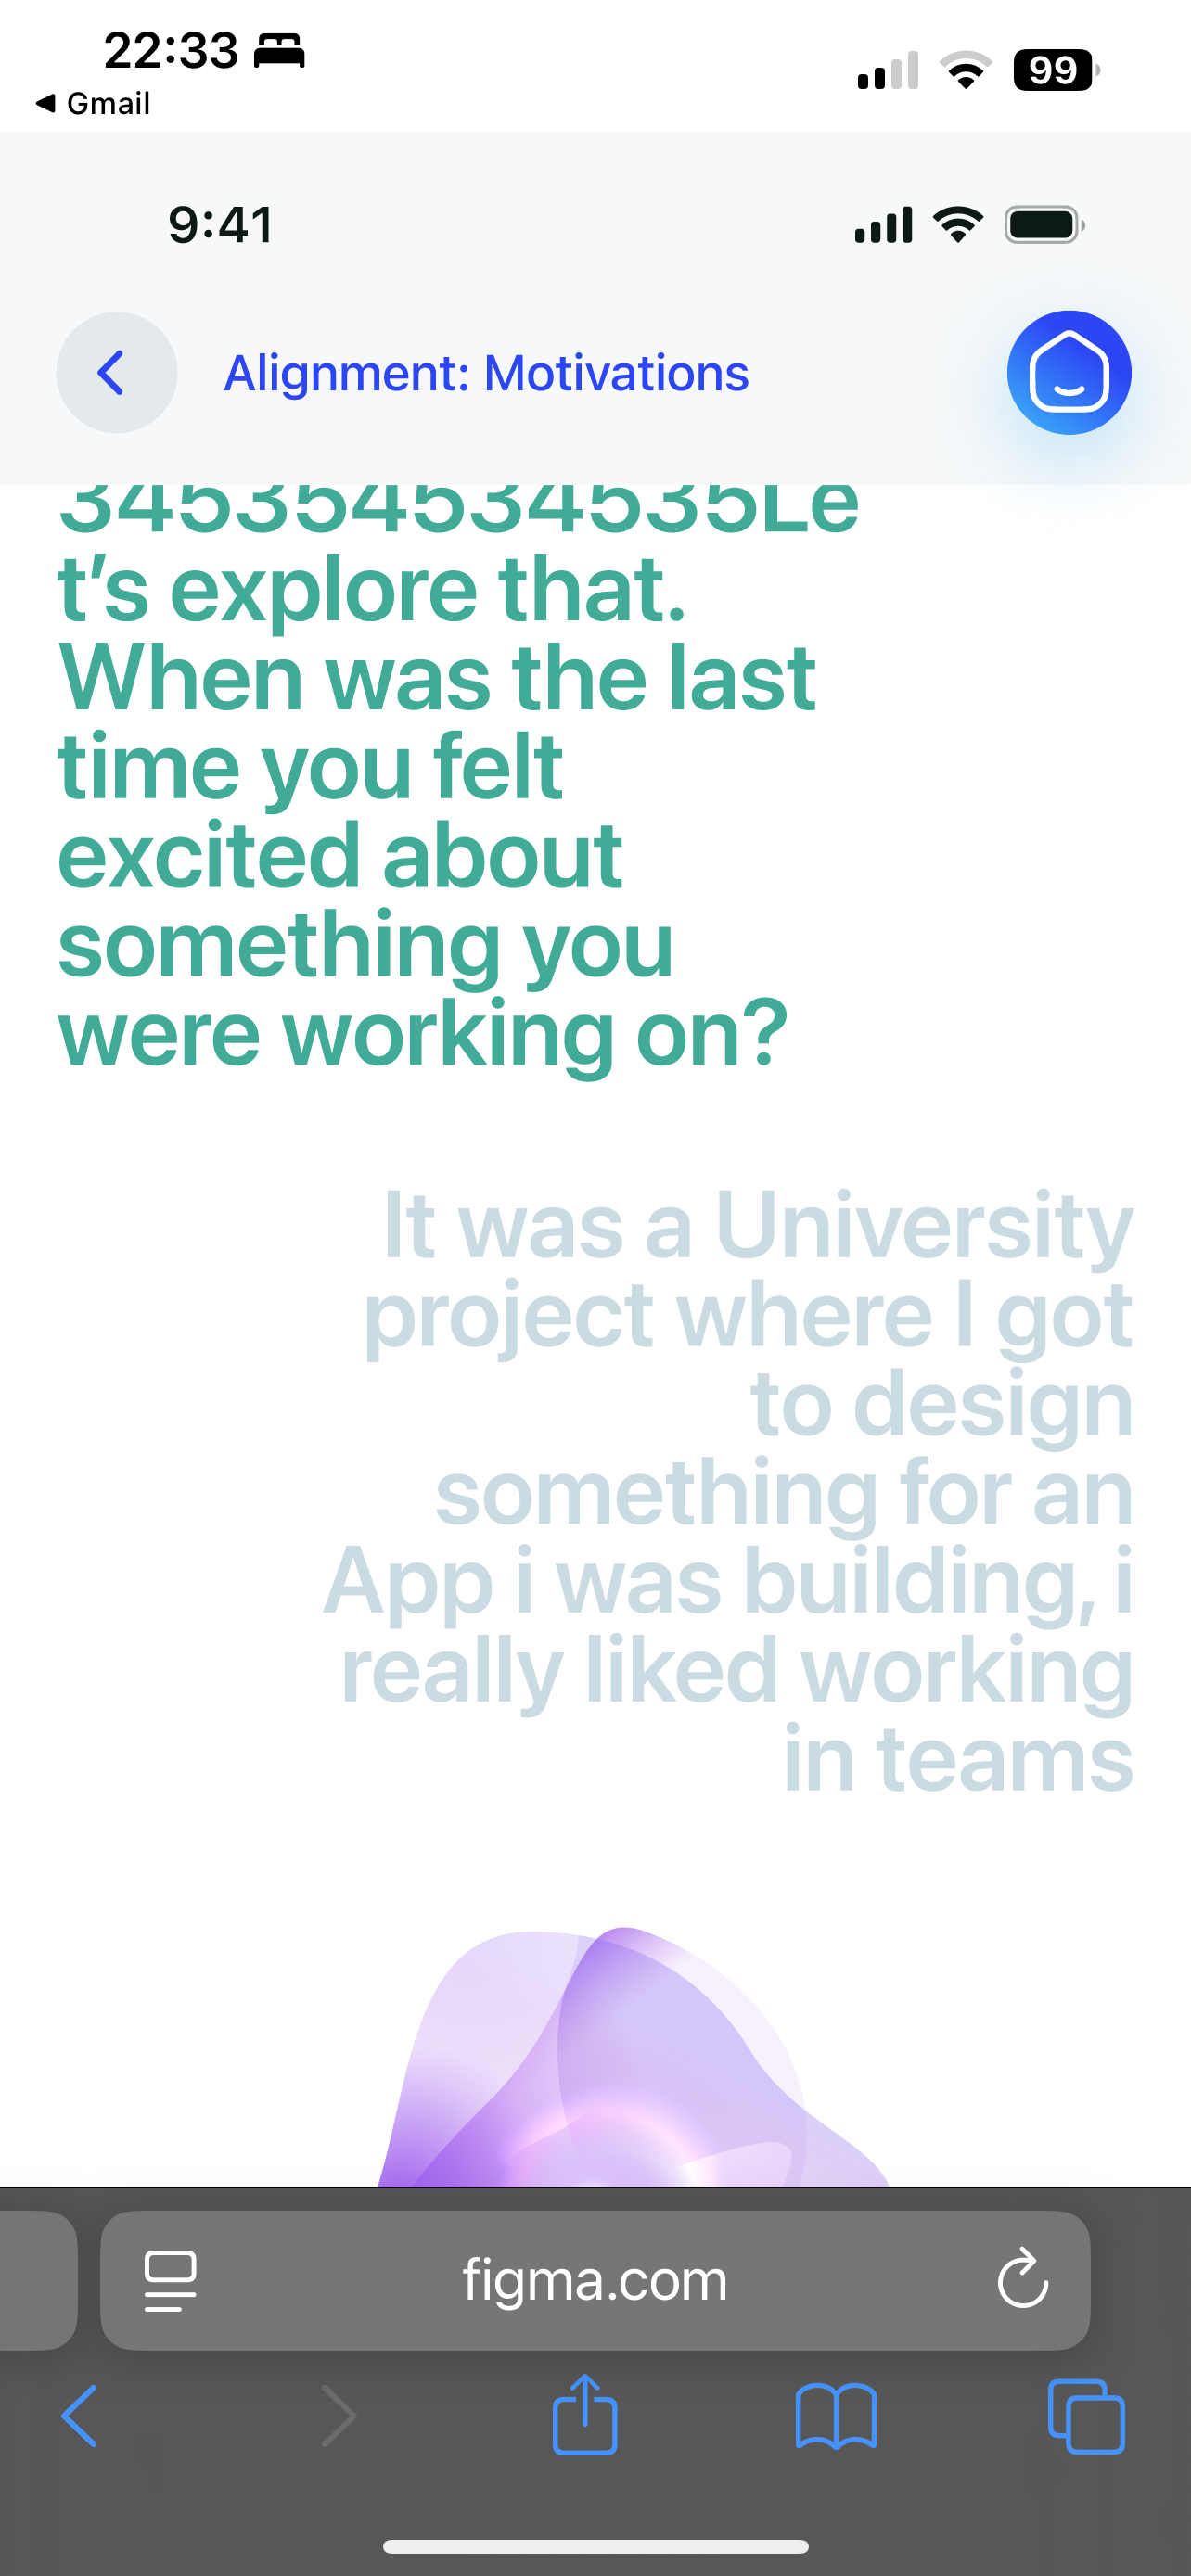 22:33
Gmail
99
9:41
Alignment: Motivations
345354534535Le
t’s explore that.
When was the last
time you felt
excited about
something you
were working on?
It was a University
project where I got
to design
something for an
App i was building, i
really liked working
in teams
figma.com